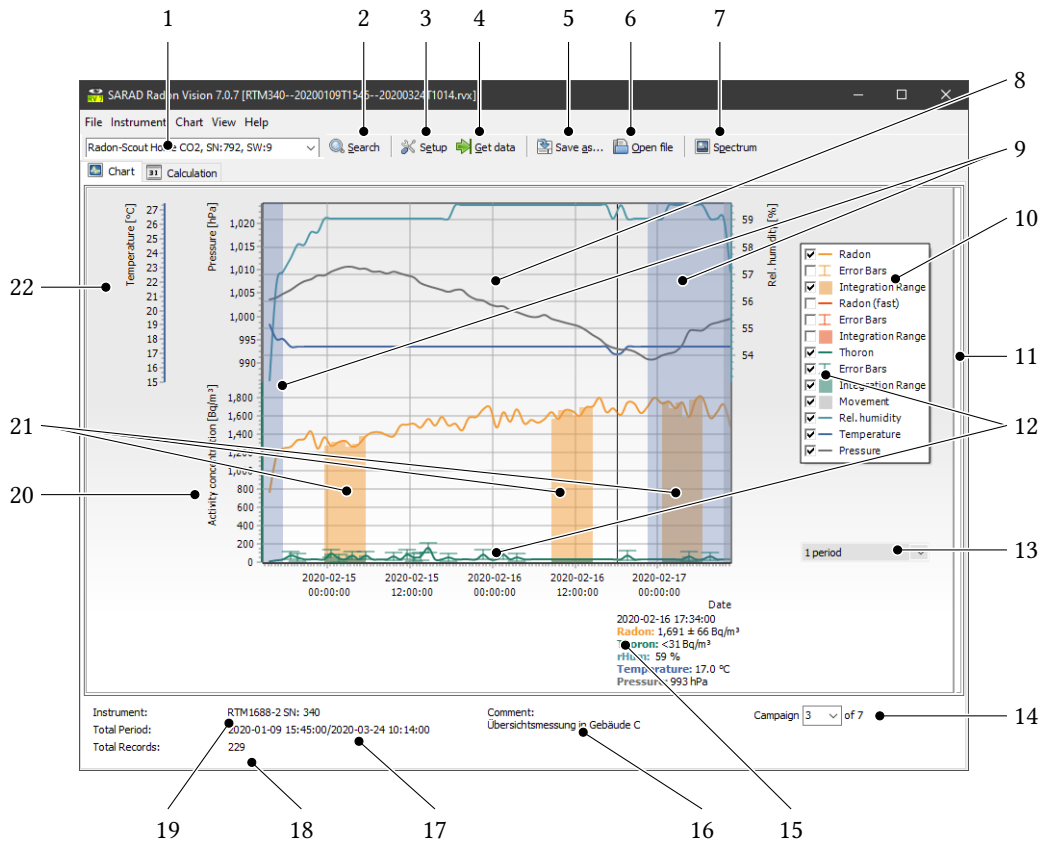 1 2 3 4 5 6 7
SARAD Radon Vision 7.0.7 [RTM340--20200109T1545--20200324T1014.rvx]
File Instrument Chart View Help
Radon-Scout Home CO2, SN:792, SW:9 Search Setup Get data Save as... Open file Spectrum
Chart 31 Calculation
8
9
10
11
12
13
14
22
21
20
Temperature [°C]
27
26
25
24
23
22
21
20
19
18
17
16
15
Pressure [hPa]
1,020
1,015
1,010
1,005
1,000
995
990
Rel. humidity [%]
59
57
56
55
54
Activity concentration [Bq/m³]
1,800
1,600
1,400
1,200
1,000
800
600
400
200
0
2020-02-15 2020-02-15 2020-02-16 2020-02-16 2020-02-17
00:00:00 12:00:00 00:00:00 12:00:00 00:00:00
Date
Radon
Error Bars
Integration Range
Radon (fast)
Error Bars
Integration Range
Thoron
Error Bars
Integration Range
Movement
Rel. humidity
Temperature
Pressure
1 period
2020-02-16 17:34:00
Radon: 1,691 ± 66 Bq/m³
Thoron: <31 Bq/m³
rHum: 59 %
Temperature: 17.0 °C
Pressure: 993 hPa
Instrument: RTM1688-2 SN: 340
Total Period: 2020-01-09 15:45:00/2020-03-24 10:14:00
Total Records: 229
Comment:
Übersichtsmessung in Gebäude C
Campaign 3 of 7
19 18 17 16 15